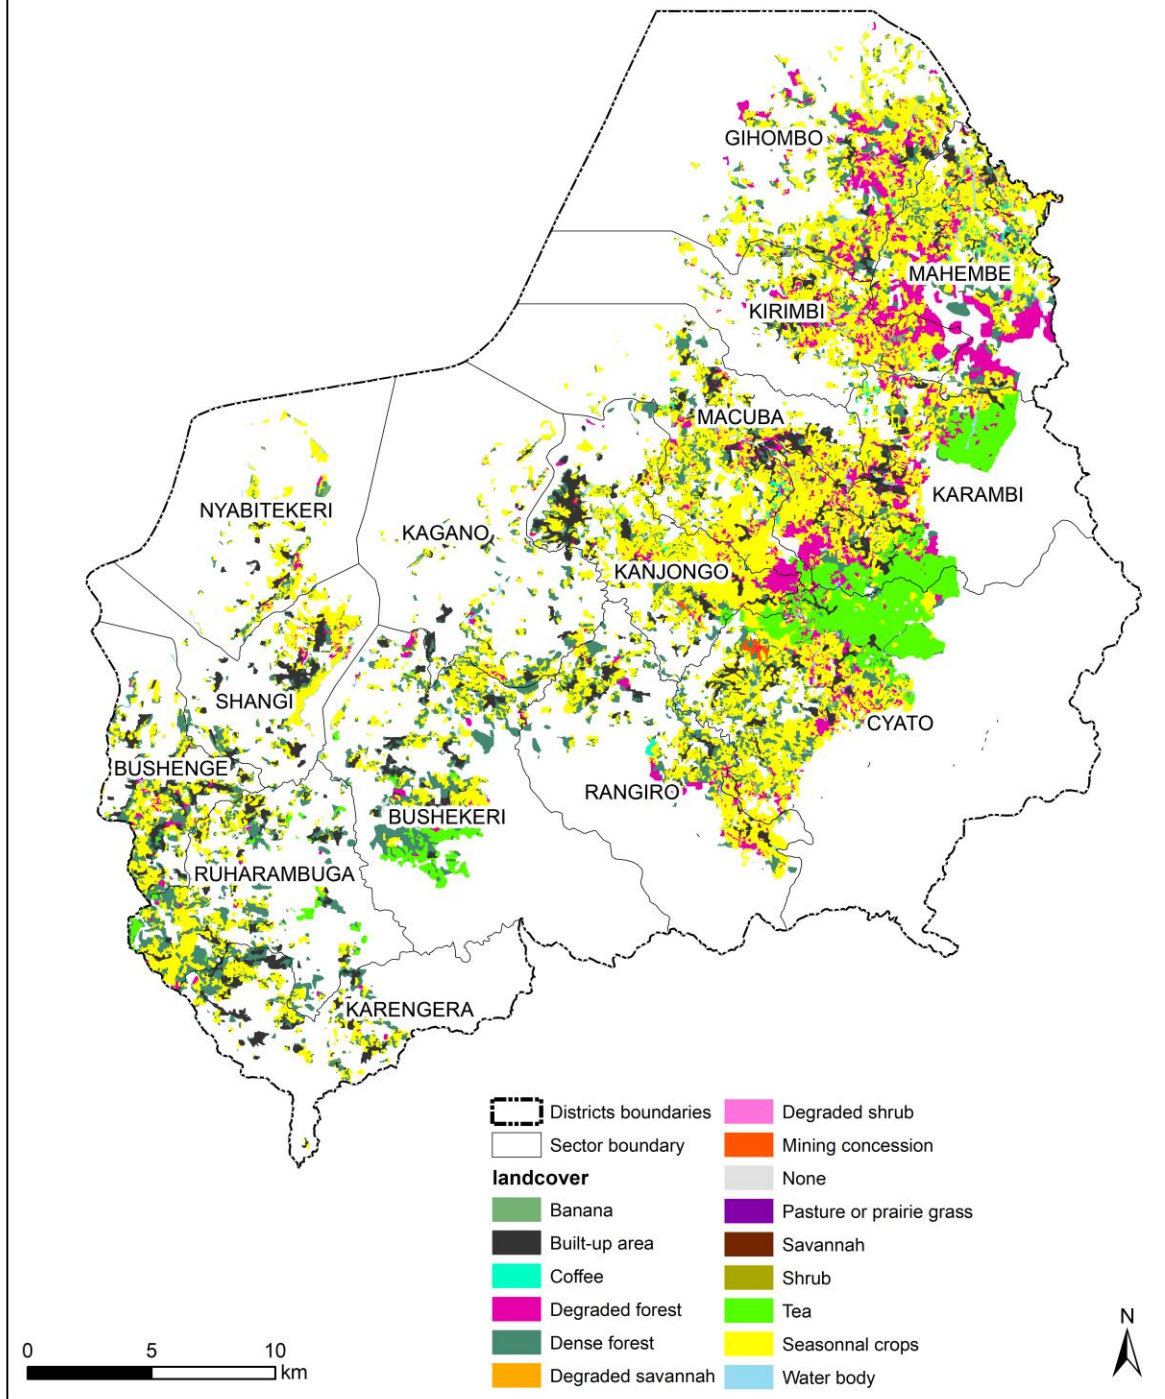 GIHOMBO
MAHEMBE
KIRIMBI
MACUBA
KARAMBI
NYABITEKERI
KAGANO
KANJONGO
SHANGI
CYATO
BUSHENGE
RANGIRO
BUSHEKERI
RUHARAMBUGA
KARENGERA
Districts boundaries
Sector boundary
landcover
Banana
Built-up area
Coffee
Degraded forest
Dense forest
Degraded savannah
Degraded shrub
Mining concession
None
Pasture or prairie grass
Savannah
Shrub
Tea
Seasonnal crops
Water body
0 5 10
km
N